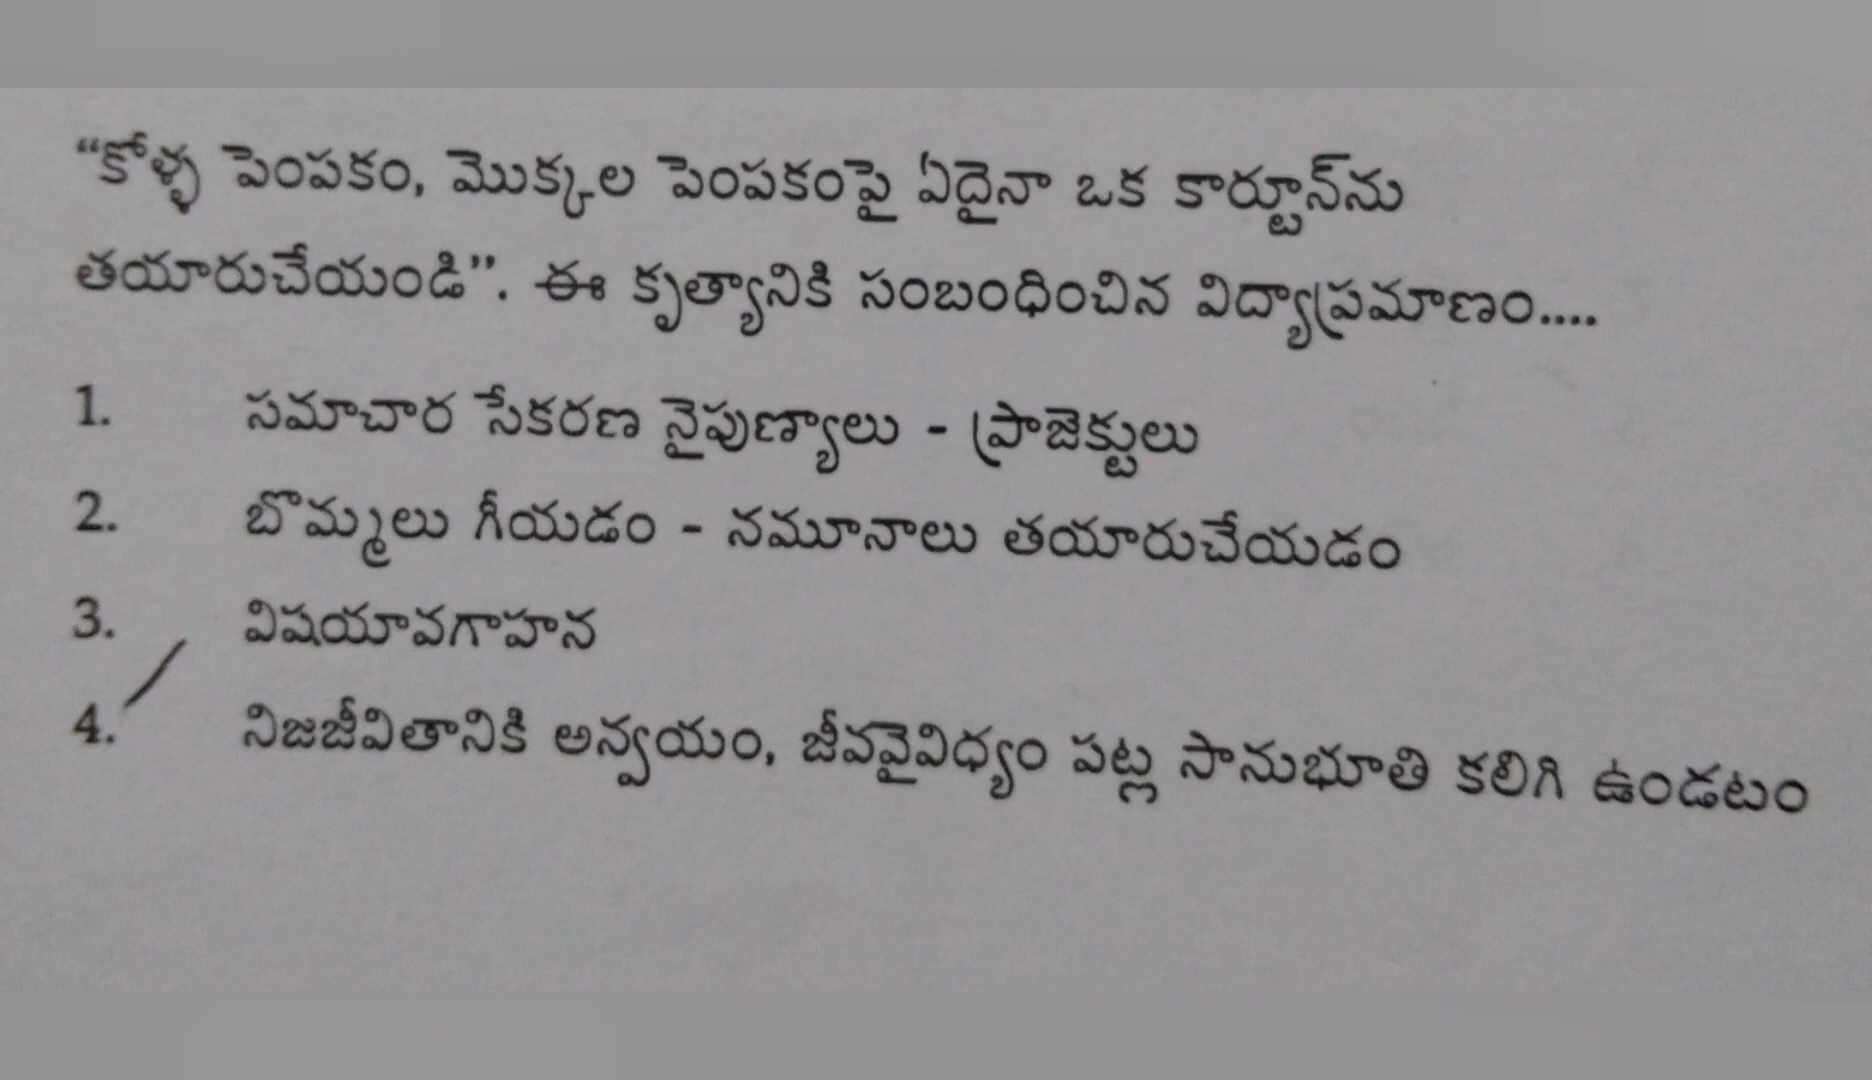 “కోళ్ళ పెంపకం, మొక్కల పెంపకంపై ఏదైనా ఒక కార్టూన్‌ను
తయారుచేయండి”. ఈ కృత్యానికి సంబంధించిన విద్యాప్రమాణం....
1. సమాచార సేకరణ నైపుణ్యాలు - ప్రాజెక్టులు
2. బొమ్మలు గీయడం - నమూనాలు తయారుచేయడం
3. విషయావగాహన
4. నిజజీవితానికి అన్వయం, జీవవైవిధ్యం పట్ల సానుభూతి కలిగి ఉండటం